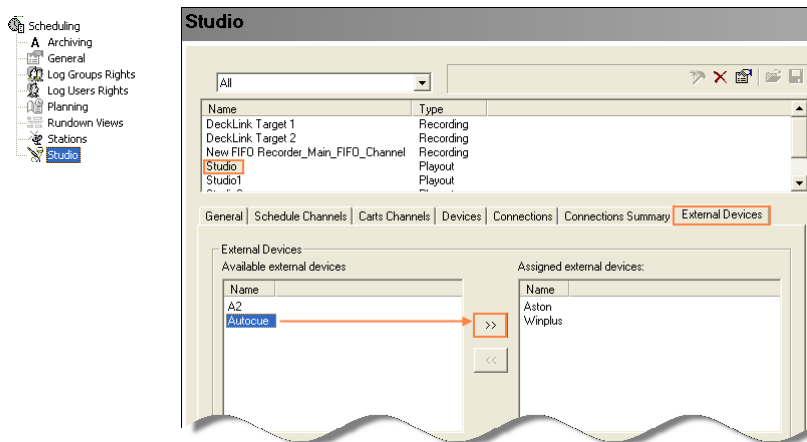 Scheduling
A Archiving
General
Log Groups Rights
Log Users Rights
Planning
Rundown Views
Stations
Studio
Studio
All
Name Type
DeckLink Target 1 Recording
DeckLink Target 2 Recording
New FIFO Recorder_Main_FIFO_Channel Recording
Studio Playout
Studio1 Playout
General Schedule Channels Carts Channels Devices Connections Connections Summary External Devices
External Devices
Available external devices
Name
A2
Autocue
>>
<<
Assigned external devices:
Name
Aston
Winplus